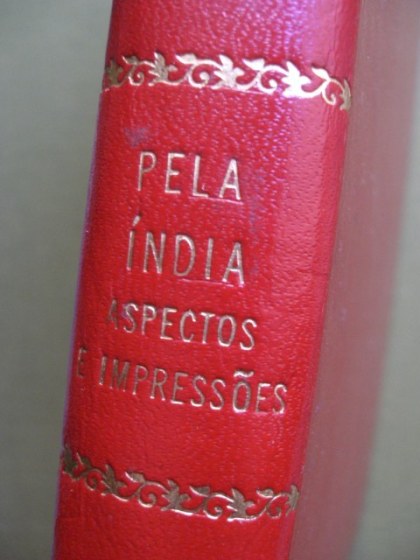 PELA
ÍNDIA
ASPECTOS
E IMPRESSÕES